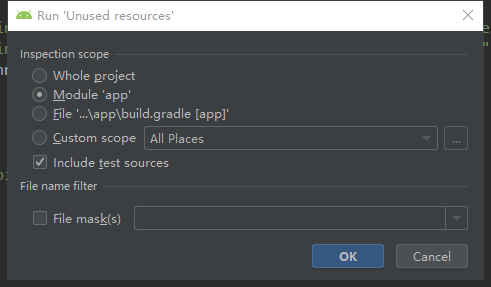 Run 'Unused resources'
Inspection scope
Whole project
Module 'app'
File '...\app\build.gradle [app]'
Custom scope All Places ...
Include test sources
File name filter
File mask(s)
OK Cancel